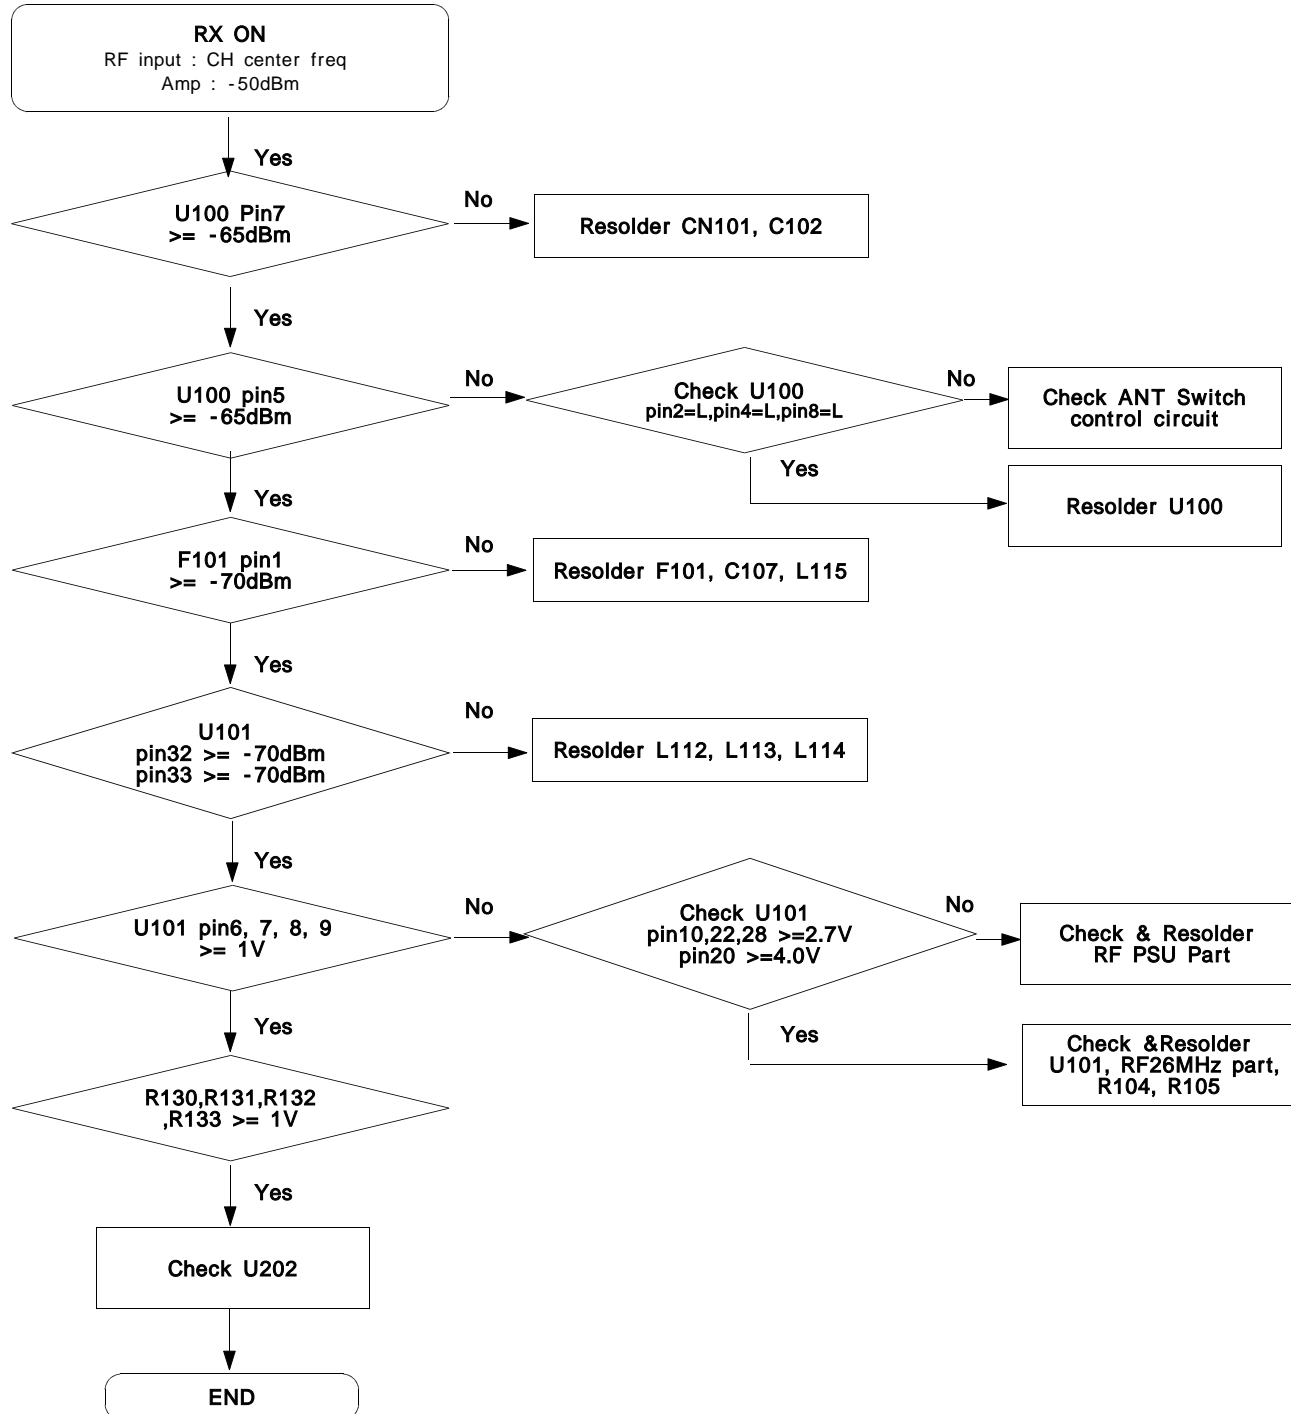 RX ON
RF input : CH center freq
Amp : -50dBm
Yes
U100 Pin7
>= -65dBm
No
Resolder CN101, C102
Yes
U100 pin5
>= -65dBm
No
Check U100
pin2=L,pin4=L,pin8=L
No
Check ANT Switch
control circuit
Yes
Resolder U100
Yes
F101 pin1
>= -70dBm
No
Resolder F101, C107, L115
Yes
U101
pin32 >= -70dBm
pin33 >= -70dBm
No
Resolder L112, L113, L114
Yes
U101 pin6, 7, 8, 9
>= 1V
No
Check U101
pin10,22,28 >=2.7V
pin20 >=4.0V
No
Check & Resolder
RF PSU Part
Yes
Check &Resolder
U101, RF26MHz part,
R104, R105
Yes
R130,R131,R132
,R133 >= 1V
Yes
Check U202
END